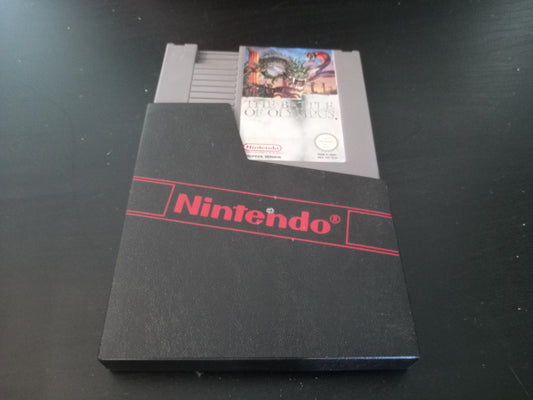 THE BATTLE
OF OLYMPUS
Nintendo
Nintendo®